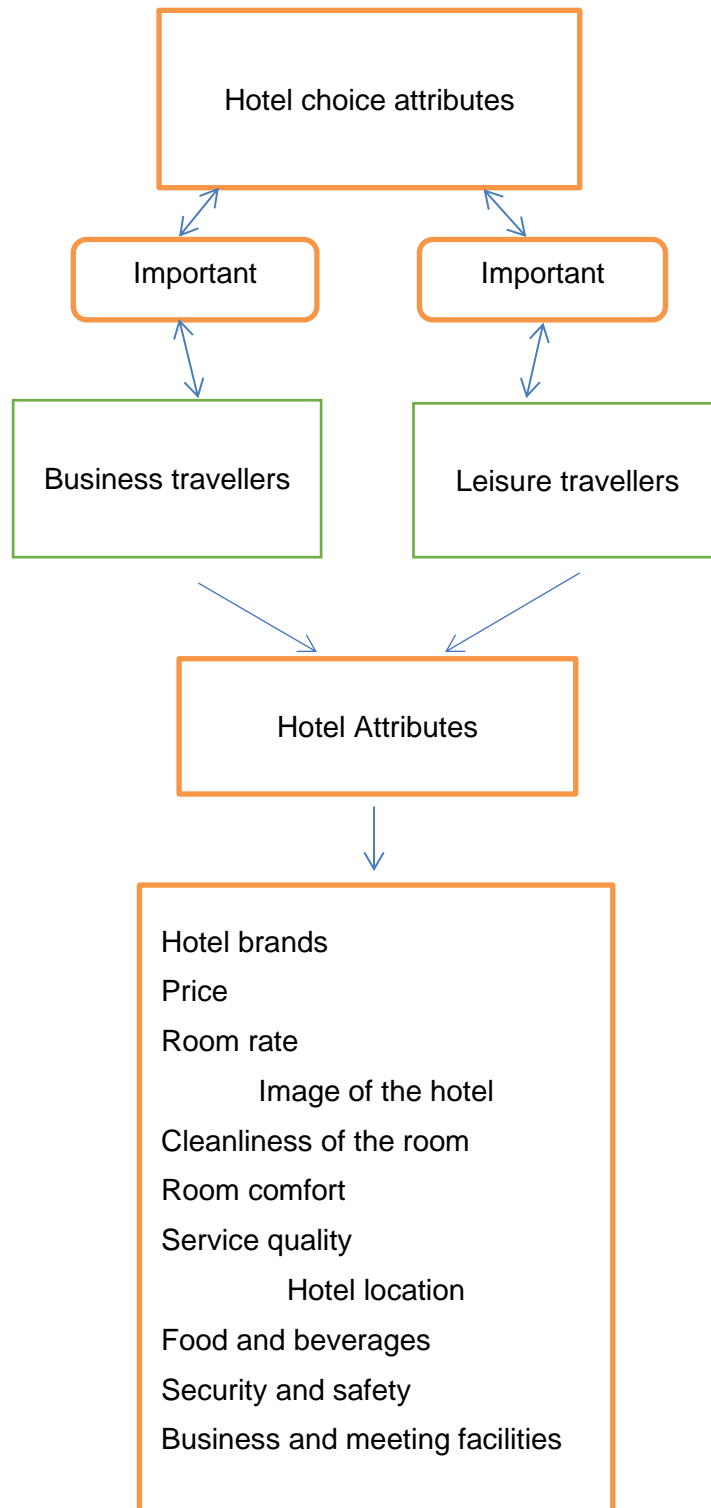 Hotel choice attributes
Important
Important
Business travellers
Leisure travellers
Hotel Attributes
Hotel brands
Price
Room rate
Image of the hotel
Cleanliness of the room
Room comfort
Service quality
Hotel location
Food and beverages
Security and safety
Business and meeting facilities